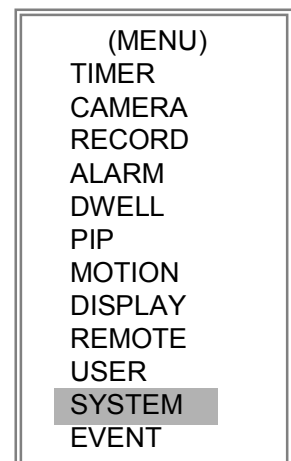 (MENU)
TIMER
CAMERA
RECORD
ALARM
DWELL
PIP
MOTION
DISPLAY
REMOTE
USER
SYSTEM
EVENT